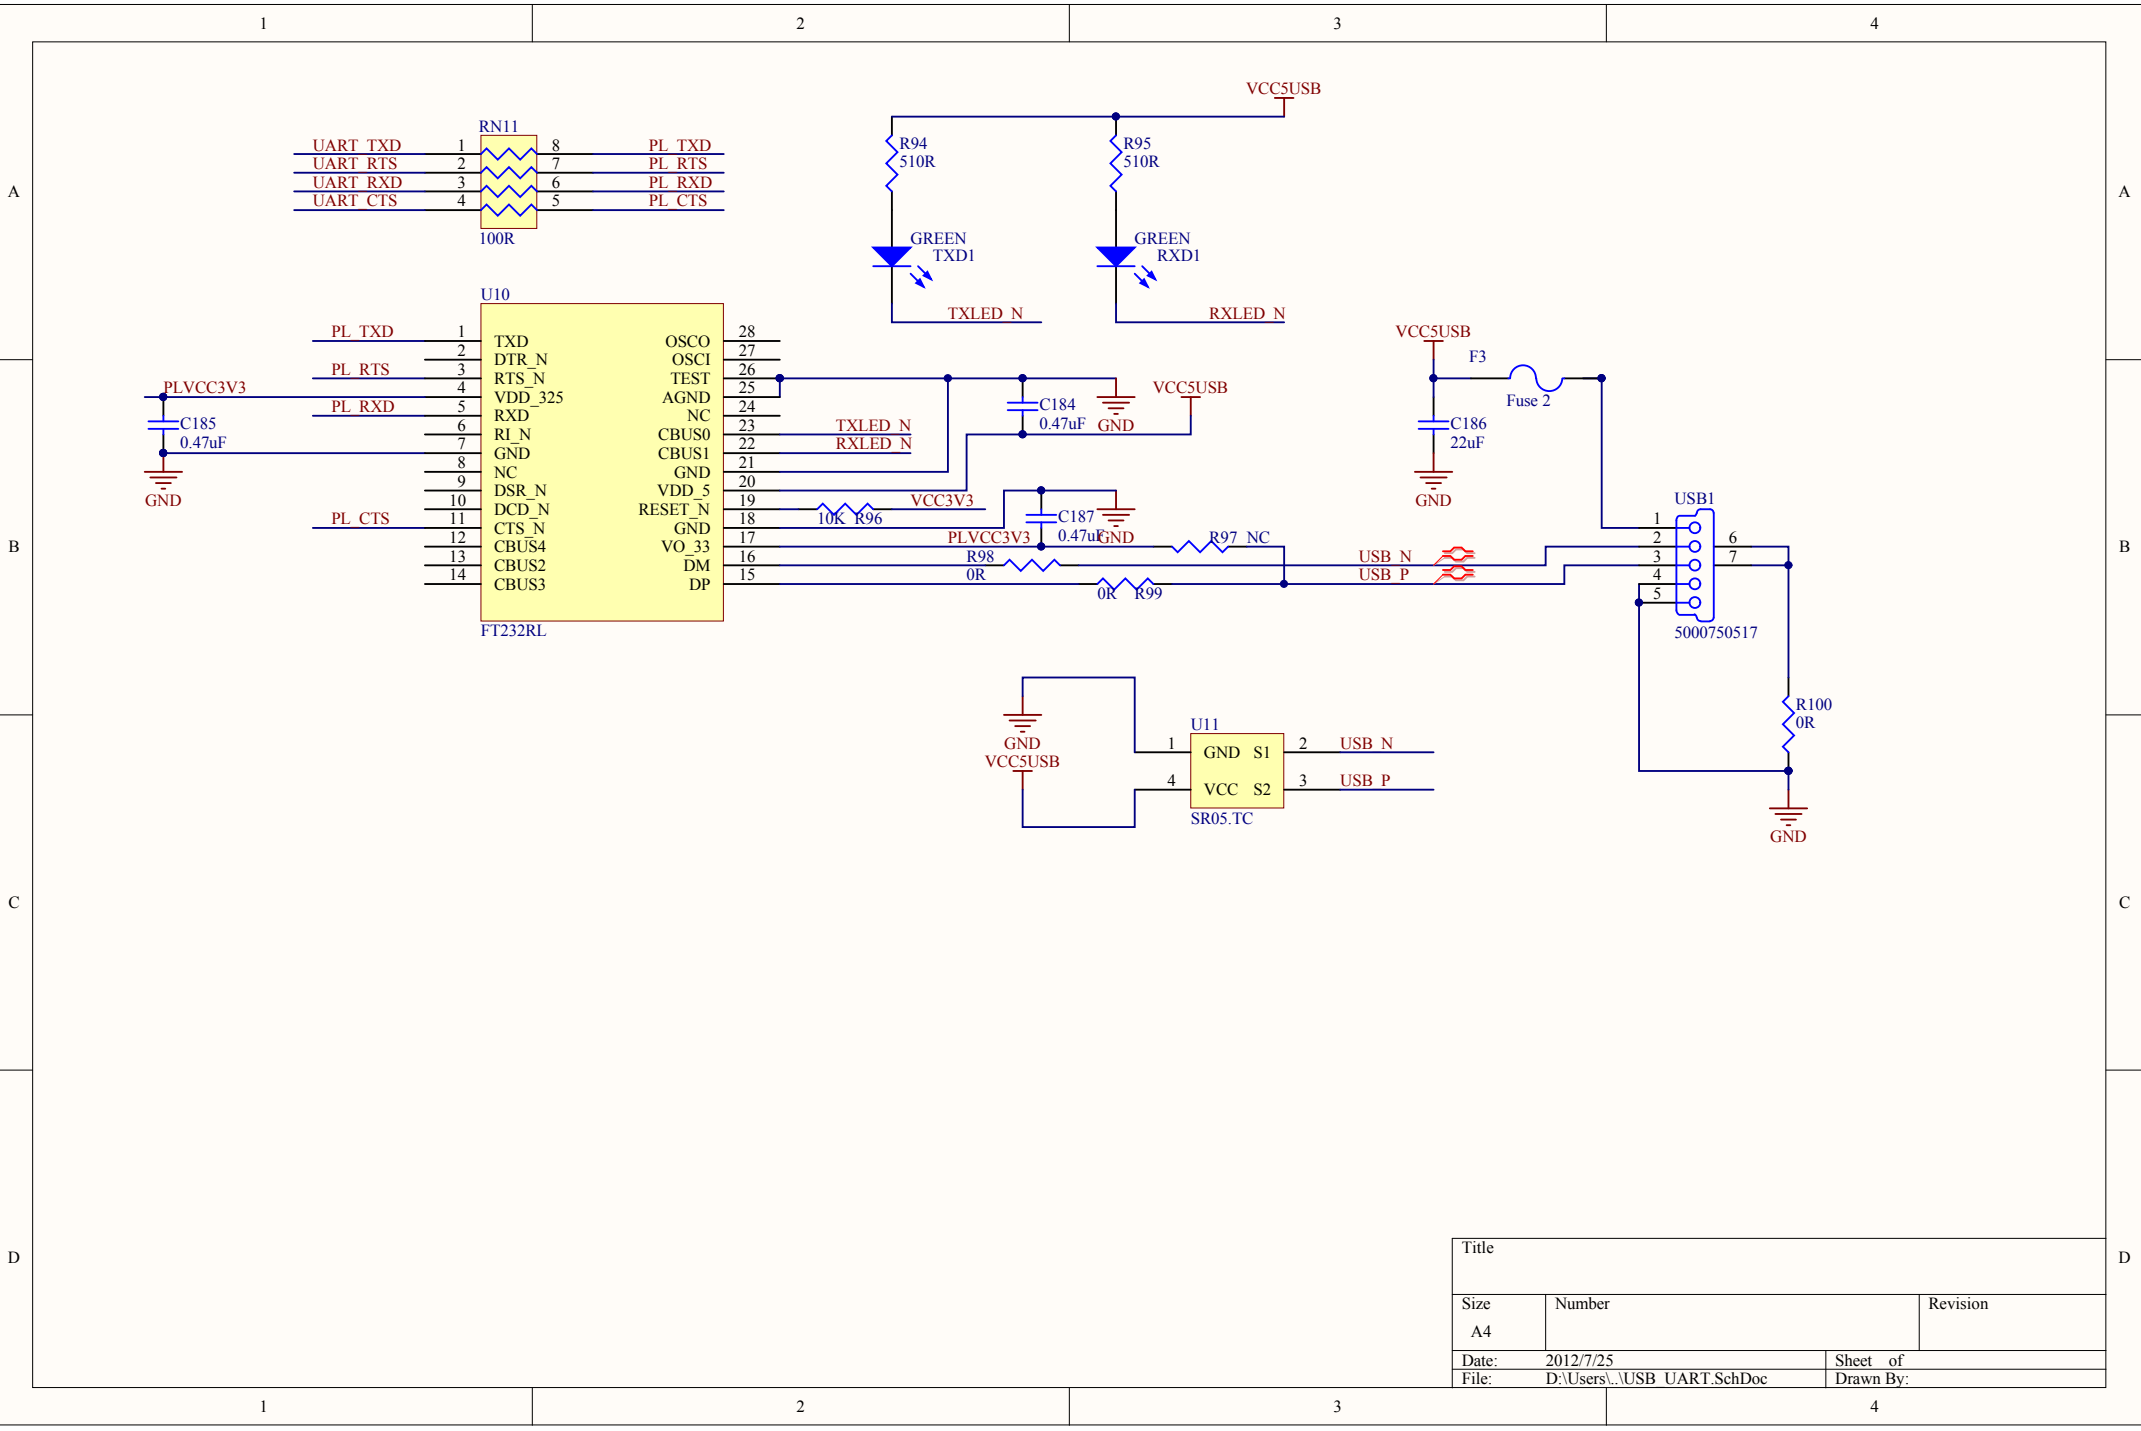 1 2 3 4
A A
B B
C C
D D
RN11
UART_TXD 1 8 PL_TXD
UART_RTS 2 7 PL_RTS
UART_RXD 3 6 PL_RXD
UART_CTS 4 5 PL_CTS
100R
VCC5USB
R94
510R
R95
510R
GREEN
TXD1
GREEN
RXD1
TXLED_N
RXLED_N
U10
PL_TXD 1 TXD OSCO 28
2 DTR_N OSCI 27
PL_RTS 3 RTS_N TEST 26
PLVCC3V3 4 VDD_325 AGND 25
PL_RXD 5 RXD NC 24
6 RI_N CBUS0 23 TXLED_N
7 GND CBUS1 22 RXLED_N
8 NC GND 21
9 DSR_N VDD_5 20
10 DCD_N RESET_N 19 VCC3V3
PL_CTS 11 CTS_N GND 18
12 CBUS4 VO_33 17 PLVCC3V3
13 CBUS2 DM 16
14 CBUS3 DP 15
FT232RL
C185
0.47uF
GND
C184
0.47uF
GND
VCC5USB
10K R96
C187
0.47uF
GND
R97 NC
R98
0R
0R R99
USB_N
USB_P
VCC5USB
F3
Fuse 2
C186
22uF
GND
USB1
1
2 6
3 7
4
5
5000750517
R100
0R
GND
GND
VCC5USB
U11
1 GND S1 2 USB_N
4 VCC S2 3 USB_P
SR05.TC
Title
Size Number Revision
A4
Date: 2012/7/25 Sheet of
File: D:\Users\..\USB_UART.SchDoc Drawn By:
1 2 3 4